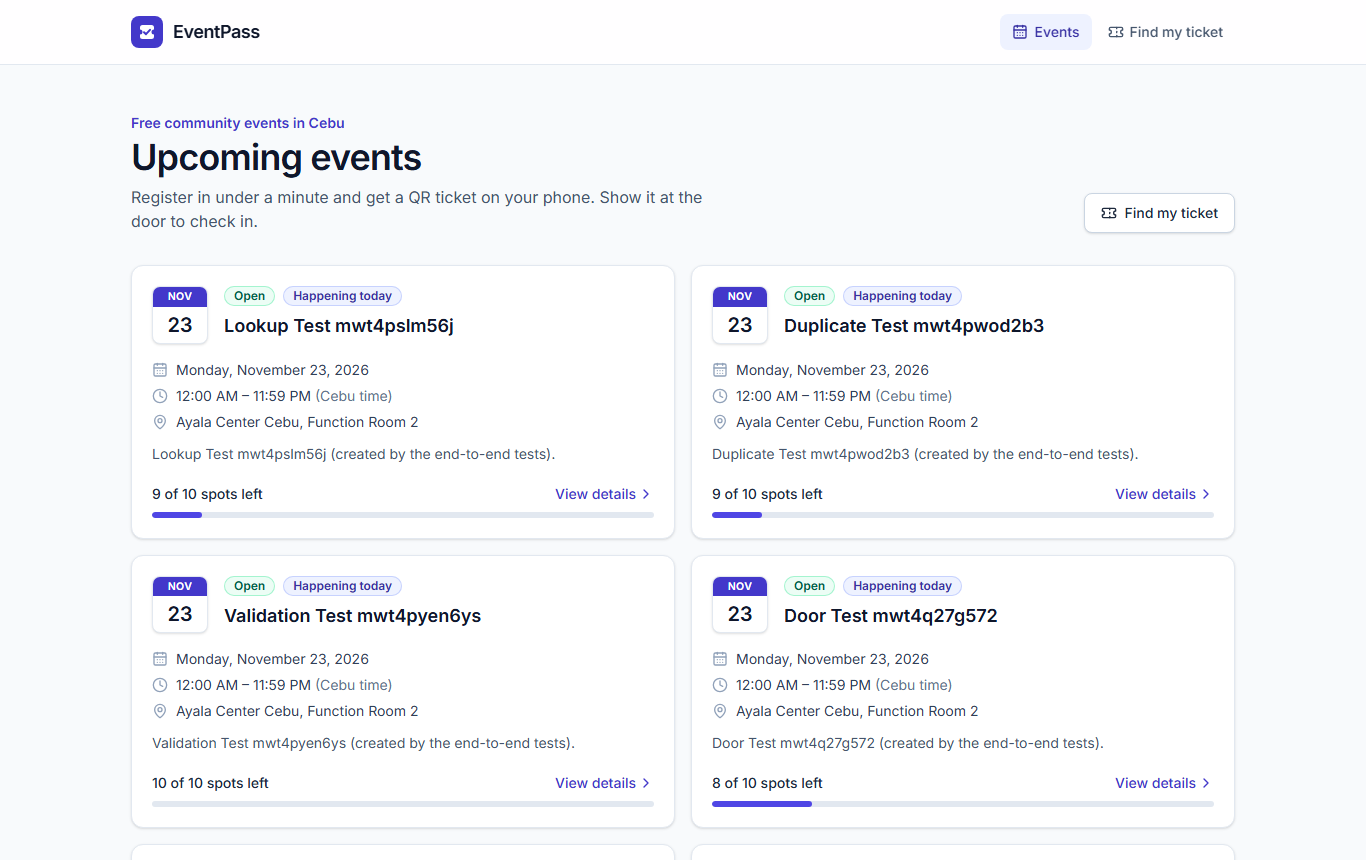 EventPass
Events
Find my ticket
Free community events in Cebu
Upcoming events
Register in under a minute and get a QR ticket on your phone. Show it at the
door to check in.
Find my ticket
NOV
23
Open
Happening today
Lookup Test mwt4pslm56j
Monday, November 23, 2026
12:00 AM – 11:59 PM (Cebu time)
Ayala Center Cebu, Function Room 2
Lookup Test mwt4pslm56j (created by the end-to-end tests).
9 of 10 spots left
View details
NOV
23
Open
Happening today
Duplicate Test mwt4pwod2b3
Monday, November 23, 2026
12:00 AM – 11:59 PM (Cebu time)
Ayala Center Cebu, Function Room 2
Duplicate Test mwt4pwod2b3 (created by the end-to-end tests).
9 of 10 spots left
View details
NOV
23
Open
Happening today
Validation Test mwt4pyen6ys
Monday, November 23, 2026
12:00 AM – 11:59 PM (Cebu time)
Ayala Center Cebu, Function Room 2
Validation Test mwt4pyen6ys (created by the end-to-end tests).
10 of 10 spots left
View details
NOV
23
Open
Happening today
Door Test mwt4q27g572
Monday, November 23, 2026
12:00 AM – 11:59 PM (Cebu time)
Ayala Center Cebu, Function Room 2
Door Test mwt4q27g572 (created by the end-to-end tests).
8 of 10 spots left
View details